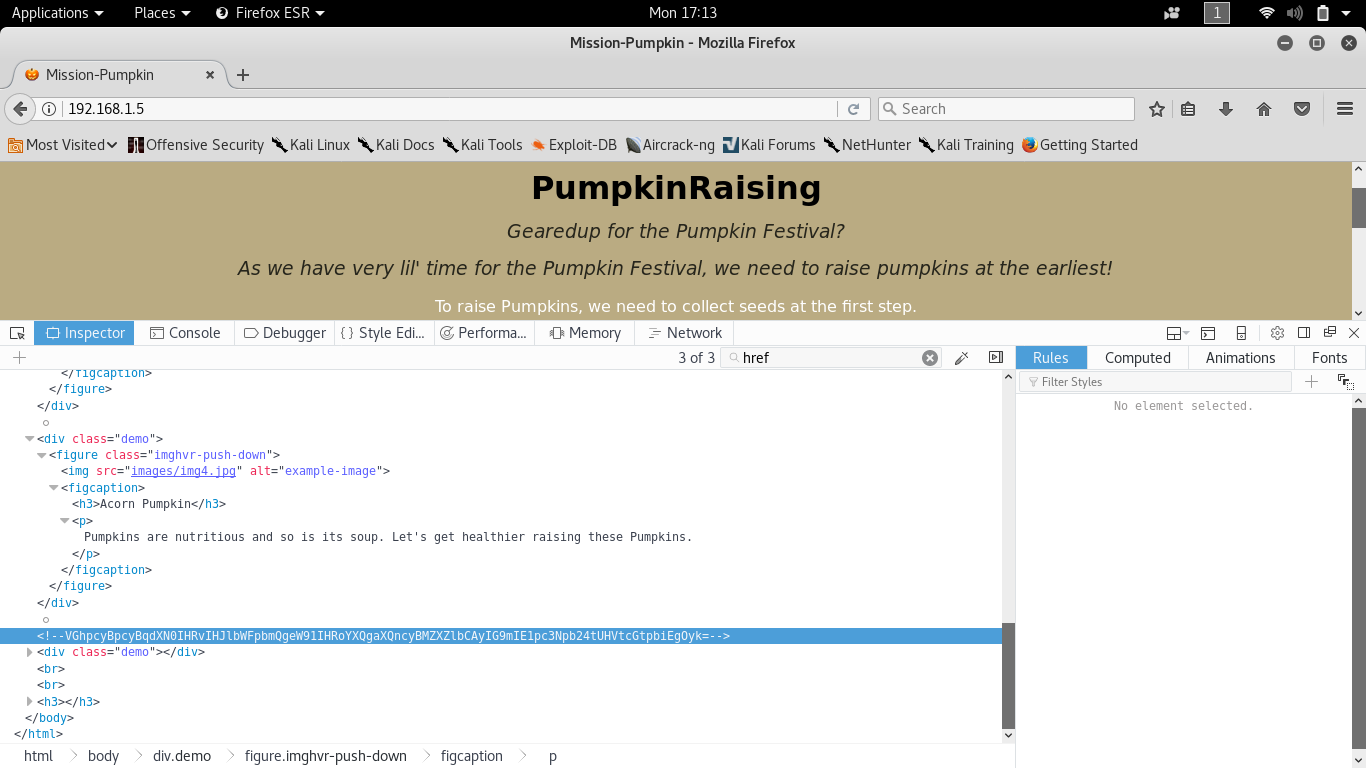 Applications Places Firefox ESR Mon 17:13 1
Mission-Pumpkin - Mozilla Firefox
Mission-Pumpkin
192.168.1.5 Search
Most Visited Offensive Security Kali Linux Kali Docs Kali Tools Exploit-DB Aircrack-ng Kali Forums NetHunter Kali Training Getting Started
PumpkinRaising
Gearedup for the Pumpkin Festival?
As we have very lil' time for the Pumpkin Festival, we need to raise pumpkins at the earliest!
To raise Pumpkins, we need to collect seeds at the first step.
Inspector Console Debugger Style Edi... Performa... Memory Network
3 of 3 href Rules Computed Animations Fonts
Filter Styles
No element selected.
</figcaption>
</figure>
</div>
<div class="demo">
<figure class="imghvr-push-down">
<img src="images/img4.jpg" alt="example-image">
<figcaption>
<h3>Acorn Pumpkin</h3>
<p>
Pumpkins are nutritious and so is its soup. Let's get healthier raising these Pumpkins.
</p>
</figcaption>
</figure>
</div>
<!--VGhpcyBpcyBqdXN0IHRvIHJlbWFpbmQgeW91IHRoYXQgaXQncyBMZXZlbCAyIG9mIE1pc3Npb24tUHVtcGtpbiEgOyk=-->
<div class="demo"></div>
<br>
<br>
<h3></h3>
</body>
</html>
html body div.demo figure.imghvr-push-down figcaption p